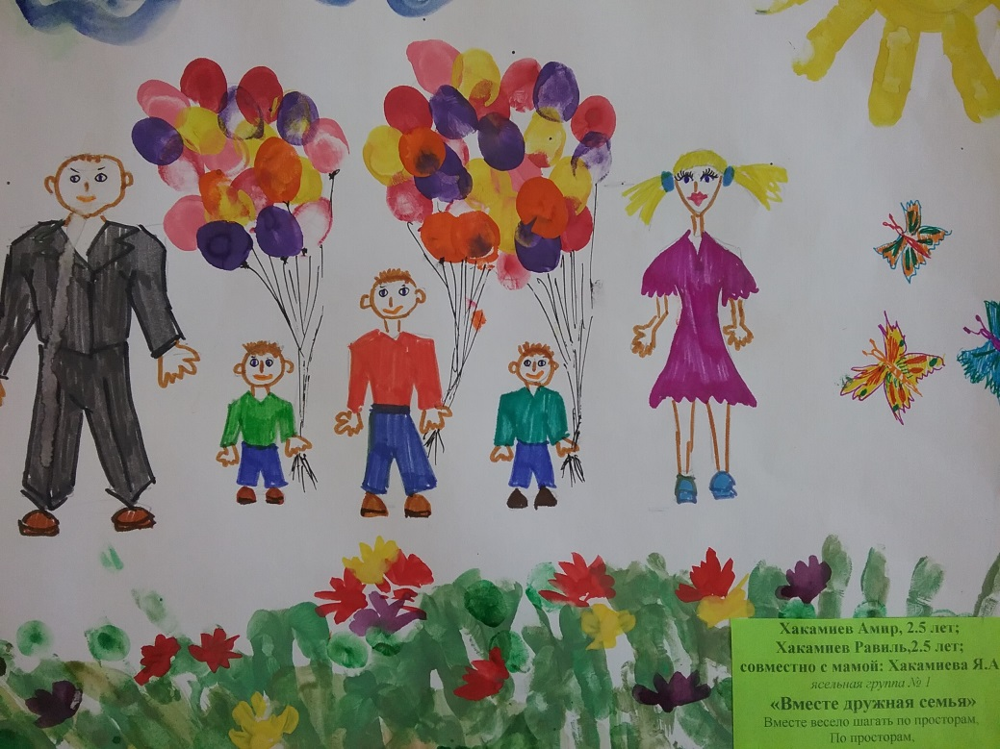 Хакамиев Амир, 2.5 лет;
Хакамиев Равиль,2.5 лет;
совместно с мамой: Хакамиева Я.А
ясельная группа № 1
«Вместе дружная семья»
Вместе весело шагать по просторам,
По просторам,